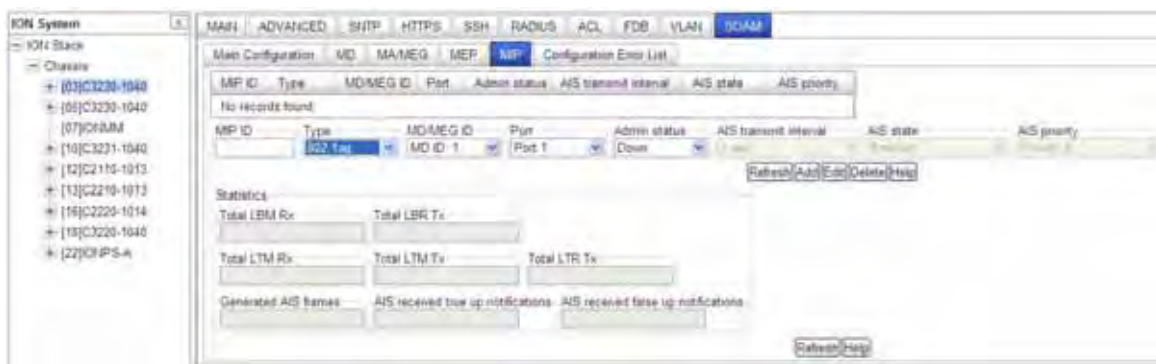 ION System
MAIN ADVANCED SNTP HTTPS SSH RADIUS ACL FDB VLAN SOAM
ION Stack
Main Configuration MD MA/MEG MEP MIP Configuration Error List
Chassis
[03]C3230-1040
MIP ID Type MD/MEG ID Port Admin status AIS transmit interval AIS state AIS priority
[05]C3230-1040
No records found
[07]IONMM
MIP ID Type MD/MEG ID Port Admin status AIS transmit interval AIS state AIS priority
[10]C3231-1040
802.1ag MD ID: 1 Port 1 Down
[12]C2110-1013
Refresh Add Edit Delete Help
[13]C2210-1013
Statistics
[16]C2220-1014
Total LBM Rx Total LBR Tx
[18]C3220-1040
[22]IONPS-A
Total LTM Rx Total LTM Tx Total LTR Tx
Generated AIS frames AIS received true up notifications AIS received false up notifications
Refresh Help